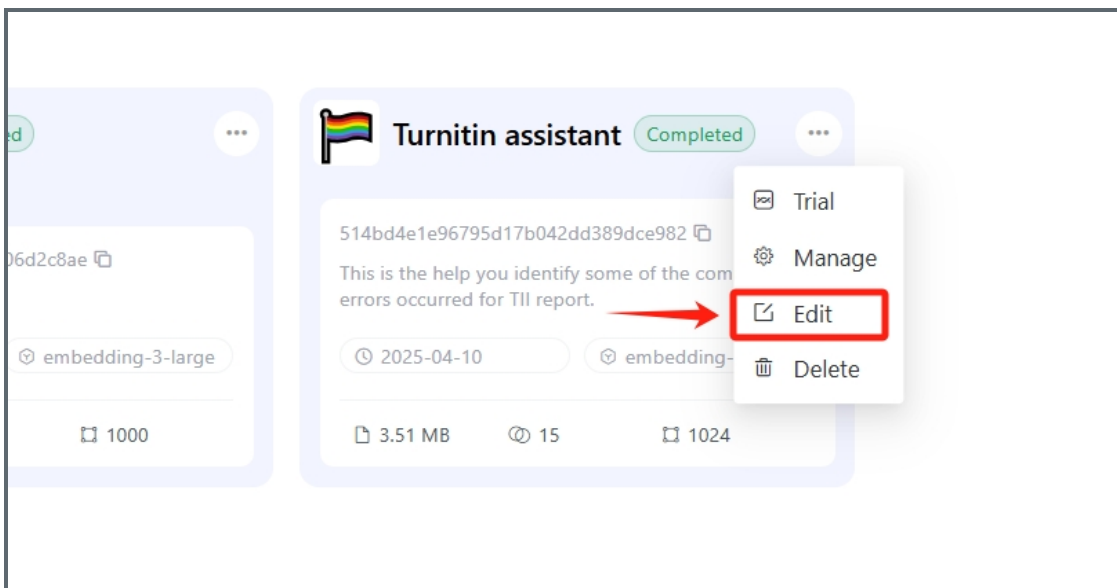 ed
06d2c8ae
embedding-3-large
1000
Turnitin assistant Completed
514bd4e1e96795d17b042dd389dce982
This is the help you identify some of the com
errors occurred for TII report.
2025-04-10 embedding-
3.51 MB 15 1024
Trial
Manage
Edit
Delete